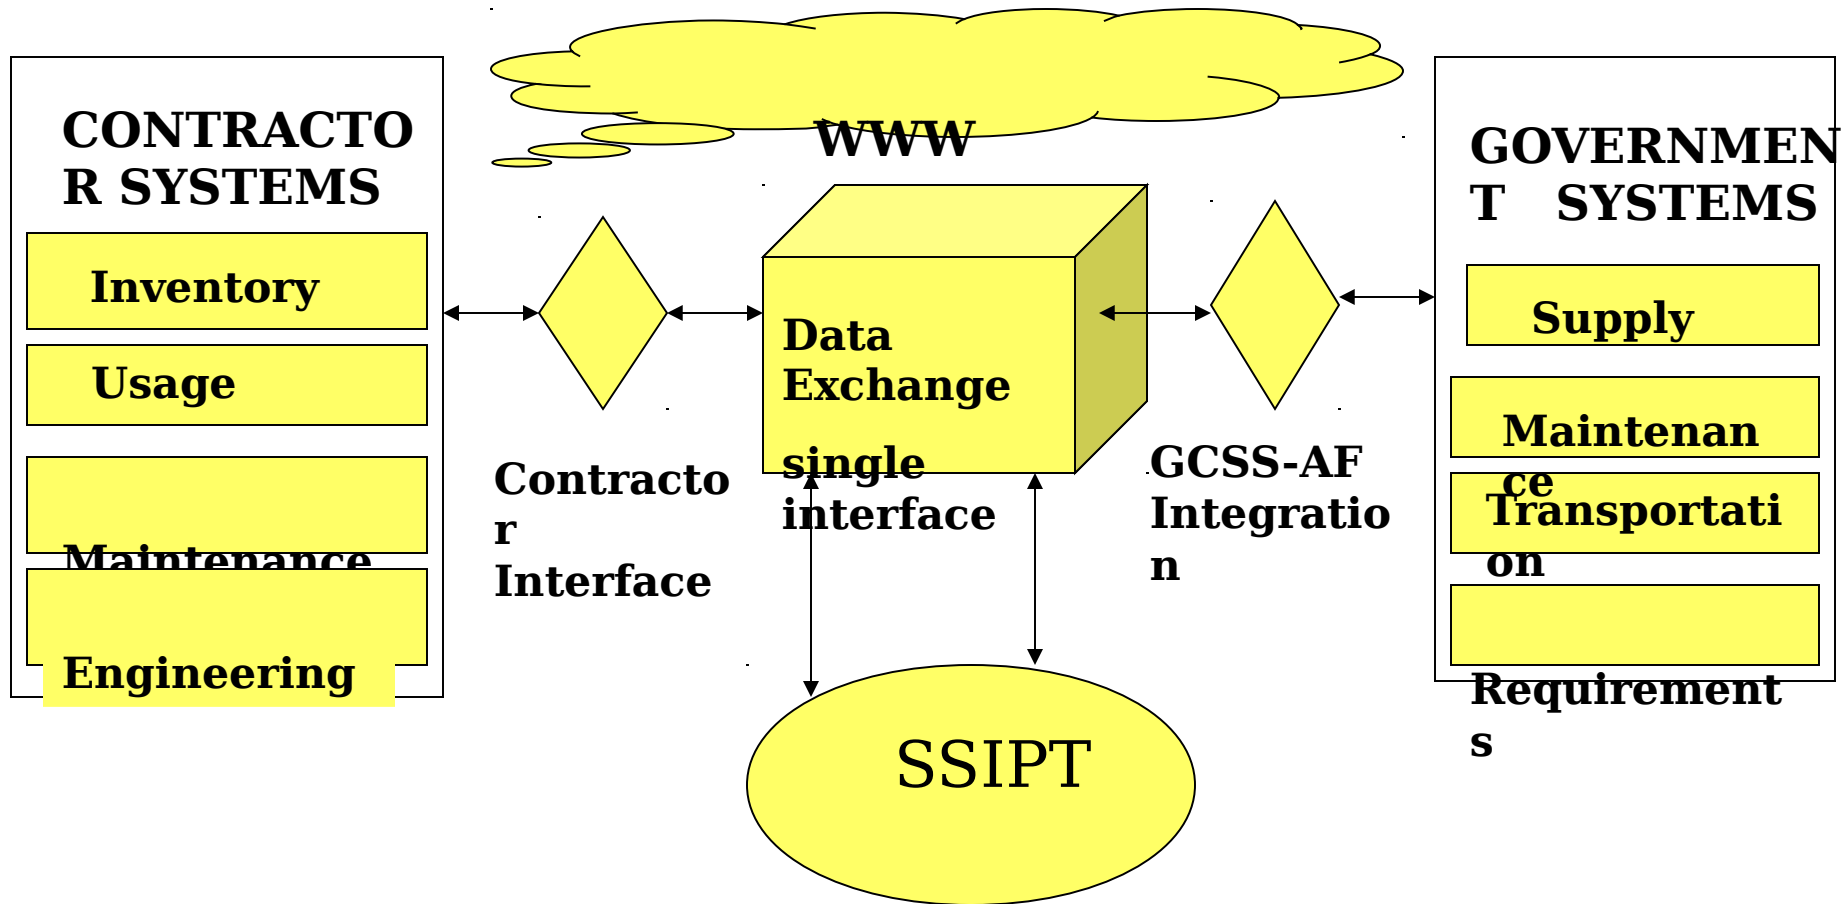 WWW
CONTRACTO
R SYSTEMS
Inventory
Usage
Maintenance
Engineering
Contracto
r
Interface
Data
Exchange
single
interface
GCSS-AF
Integratio
n
GOVERNMEN
T SYSTEMS
Supply
Maintenan
ce
Transportati
on
Requirement
s
SSIPT